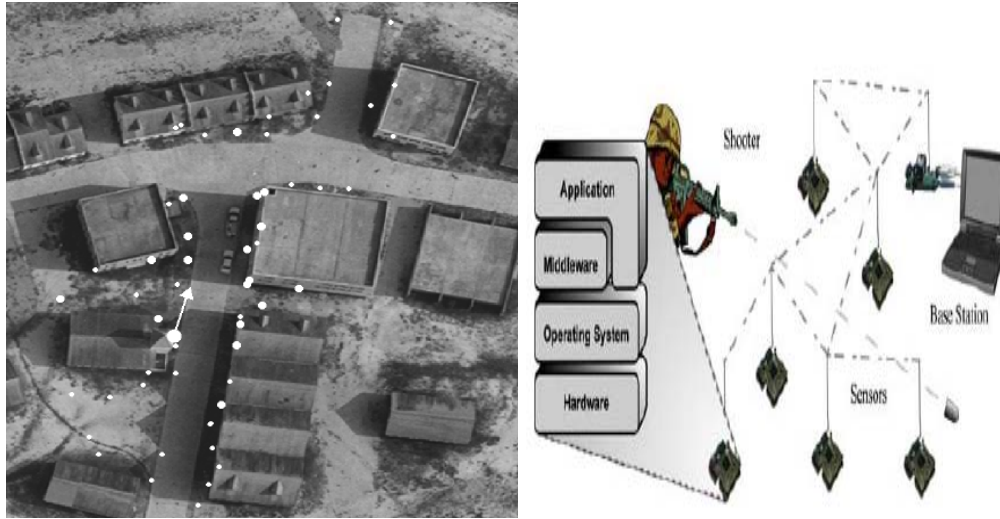 Shooter
Application
Middleware
Operating System
Hardware
Base Station
Sensors